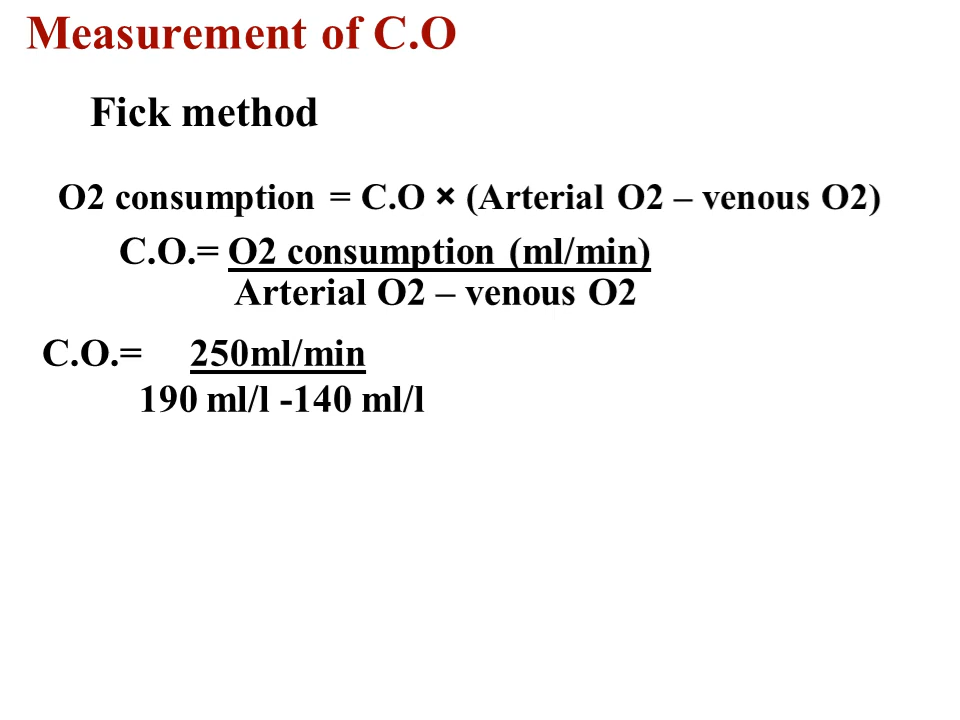 Measurement of C.O
Fick method
O2 consumption = C.O × (Arterial O2 – venous O2)
C.O.= O2 consumption (ml/min)
Arterial O2 – venous O2
C.O.= 250ml/min
190 ml/l -140 ml/l